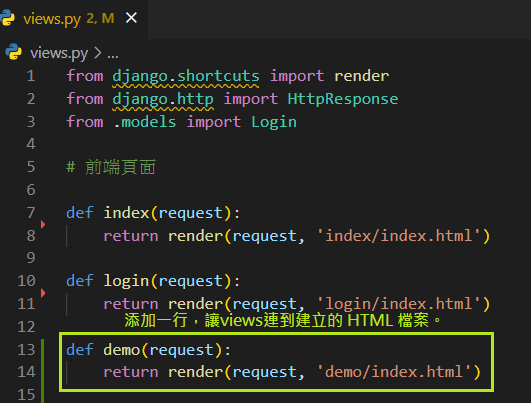 views.py 2, M
views.py > ...
1 from django.shortcuts import render
2 from django.http import HttpResponse
3 from .models import Login
4
5 # 前端頁面
6
7 def index(request):
8 return render(request, 'index/index.html')
9
10 def login(request):
11 return render(request, 'login/index.html')
添加一行，讓views連到建立的 HTML 檔案。
12
13 def demo(request):
14 return render(request, 'demo/index.html')
15